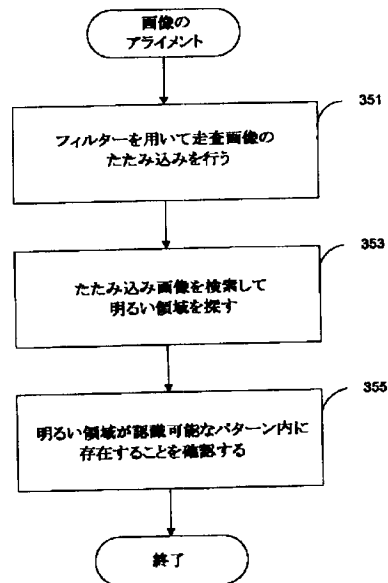 画像の
アライメント
351
フィルターを用いて走査画像の
たたみ込みを行う
353
たたみ込み画像を検索して
明るい領域を探す
355
明るい領域が認識可能なパターン内に
存在することを確認する
終了